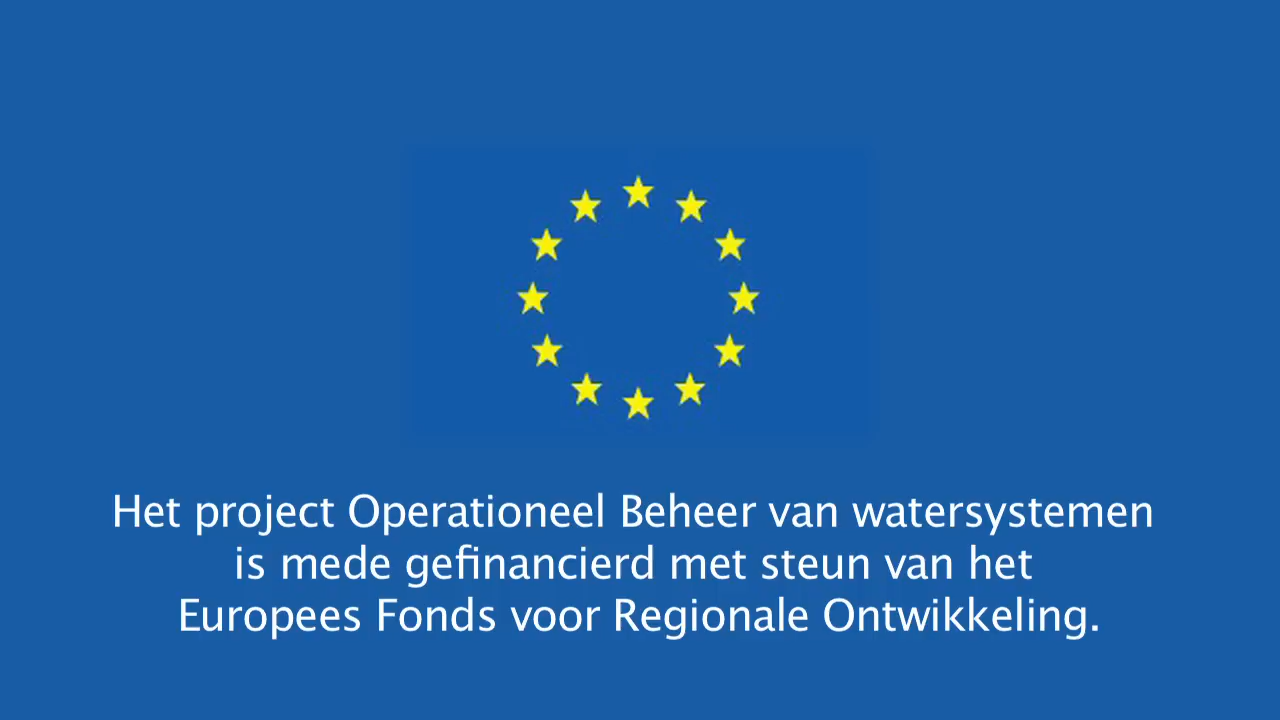 Het project Operationeel Beheer van watersystemen
is mede gefinancierd met steun van het
Europees Fonds voor Regionale Ontwikkeling.